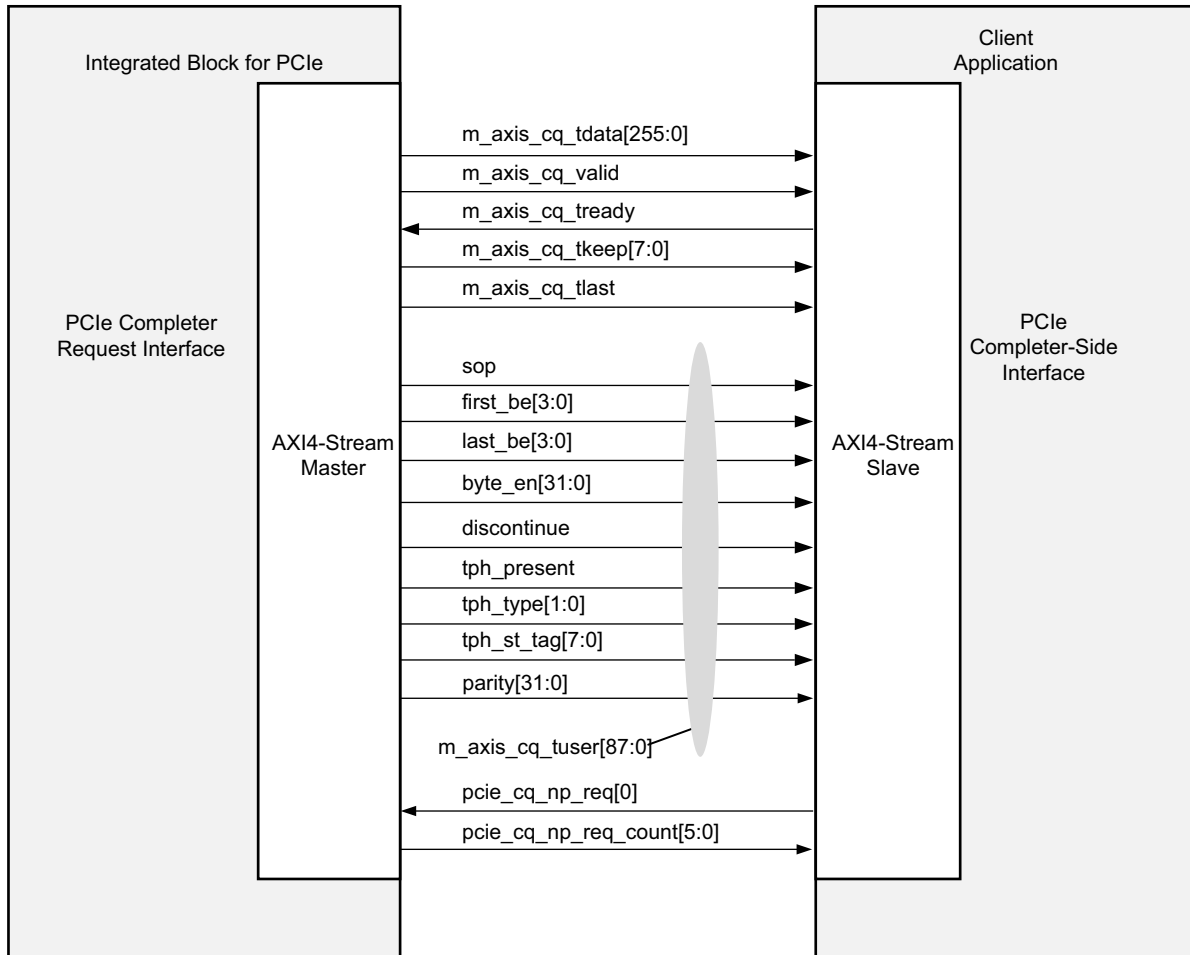 Integrated Block for PCIe
Client
Application
m_axis_cq_tdata[255:0]
m_axis_cq_valid
m_axis_cq_tready
m_axis_cq_tkeep[7:0]
m_axis_cq_tlast
PCIe Completer
Request Interface
PCIe
Completer-Side
Interface
sop
first_be[3:0]
last_be[3:0]
AXI4-Stream
Master
AXI4-Stream
Slave
byte_en[31:0]
discontinue
tph_present
tph_type[1:0]
tph_st_tag[7:0]
parity[31:0]
m_axis_cq_tuser[87:0]
pcie_cq_np_req[0]
pcie_cq_np_req_count[5:0]